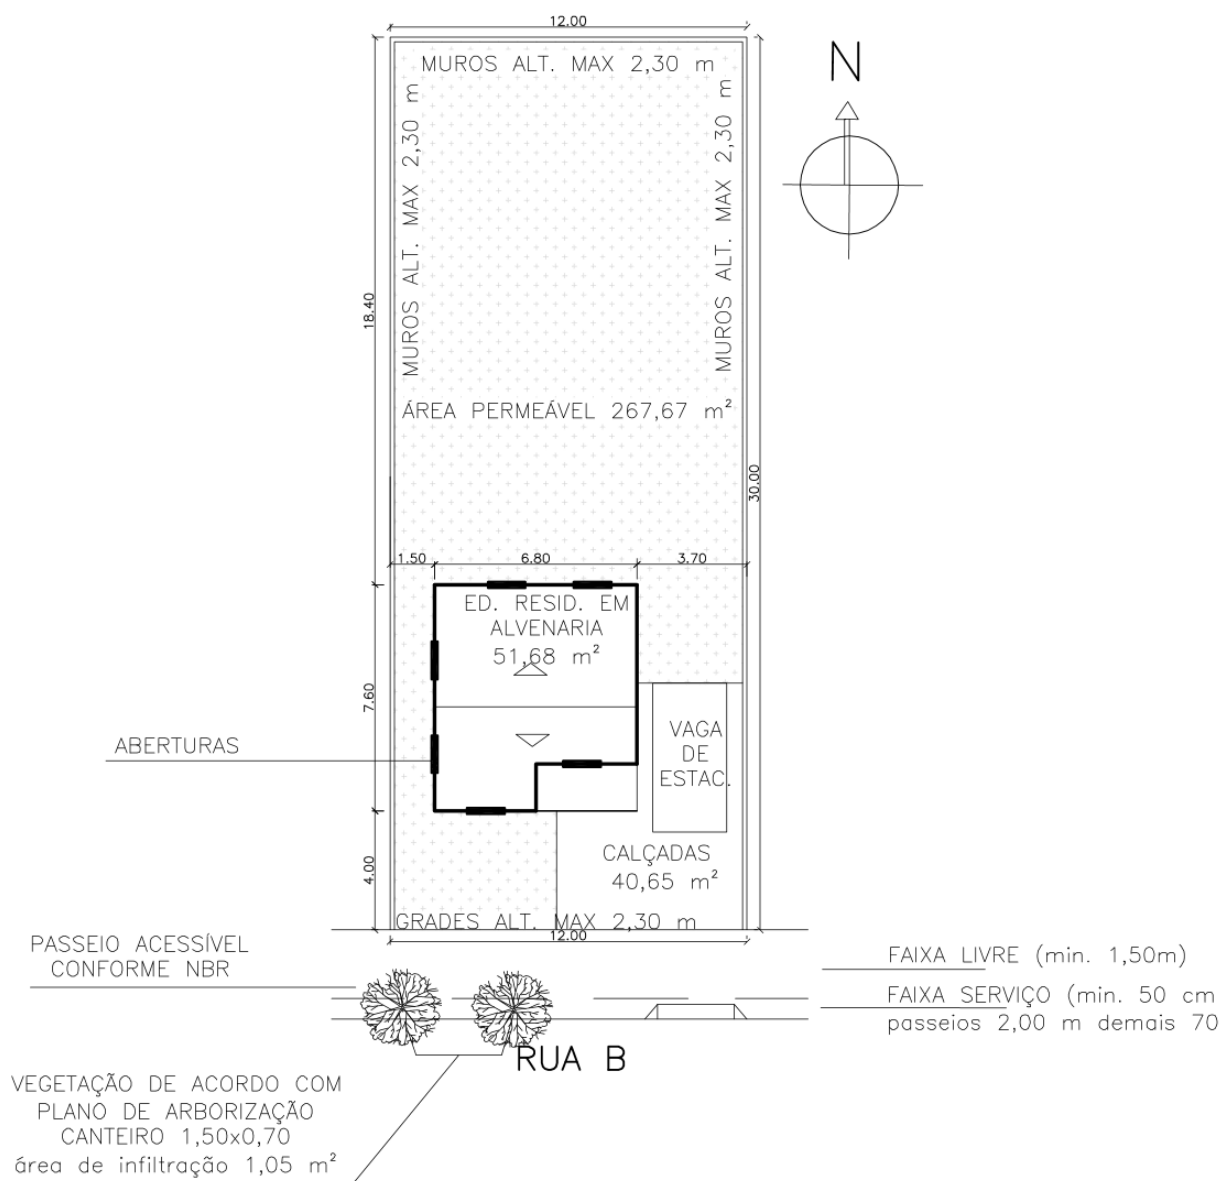 12.00
MUROS ALT. MAX 2,30 m
N
MUROS ALT. MAX 2,30 m
MUROS ALT. MAX 2,30 m
18.40
ÁREA PERMEÁVEL 267,67 m²
30.00
1.50
6.80
3.70
ED. RESID. EM
ALVENARIA
51,68 m²
7.60
VAGA
DE
ESTAC.
ABERTURAS
CALÇADAS
40,65 m²
4.00
GRADES ALT. MAX 2,30 m
12.00
PASSEIO ACESSÍVEL
CONFORME NBR
FAIXA LIVRE (min. 1,50m)
FAIXA SERVIÇO (min. 50 cm
passeios 2,00 m demais 70
RUA B
VEGETAÇÃO DE ACORDO COM
PLANO DE ARBORIZAÇÃO
CANTEIRO 1,50x0,70
área de infiltração 1,05 m²